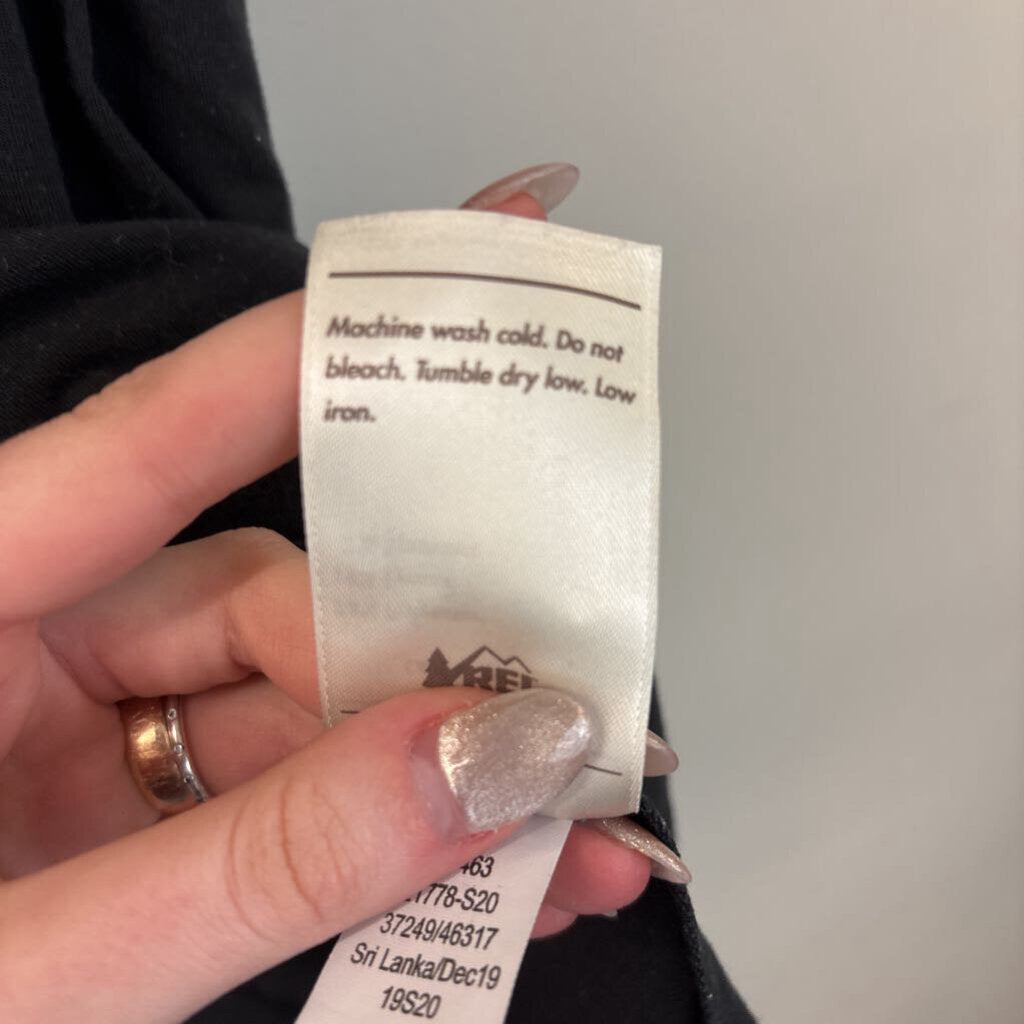 Machine wash cold. Do not
bleach. Tumble dry low. Low
iron.
REI
463
1778-S20
37249/46317
Sri Lanka/Dec19
19S20